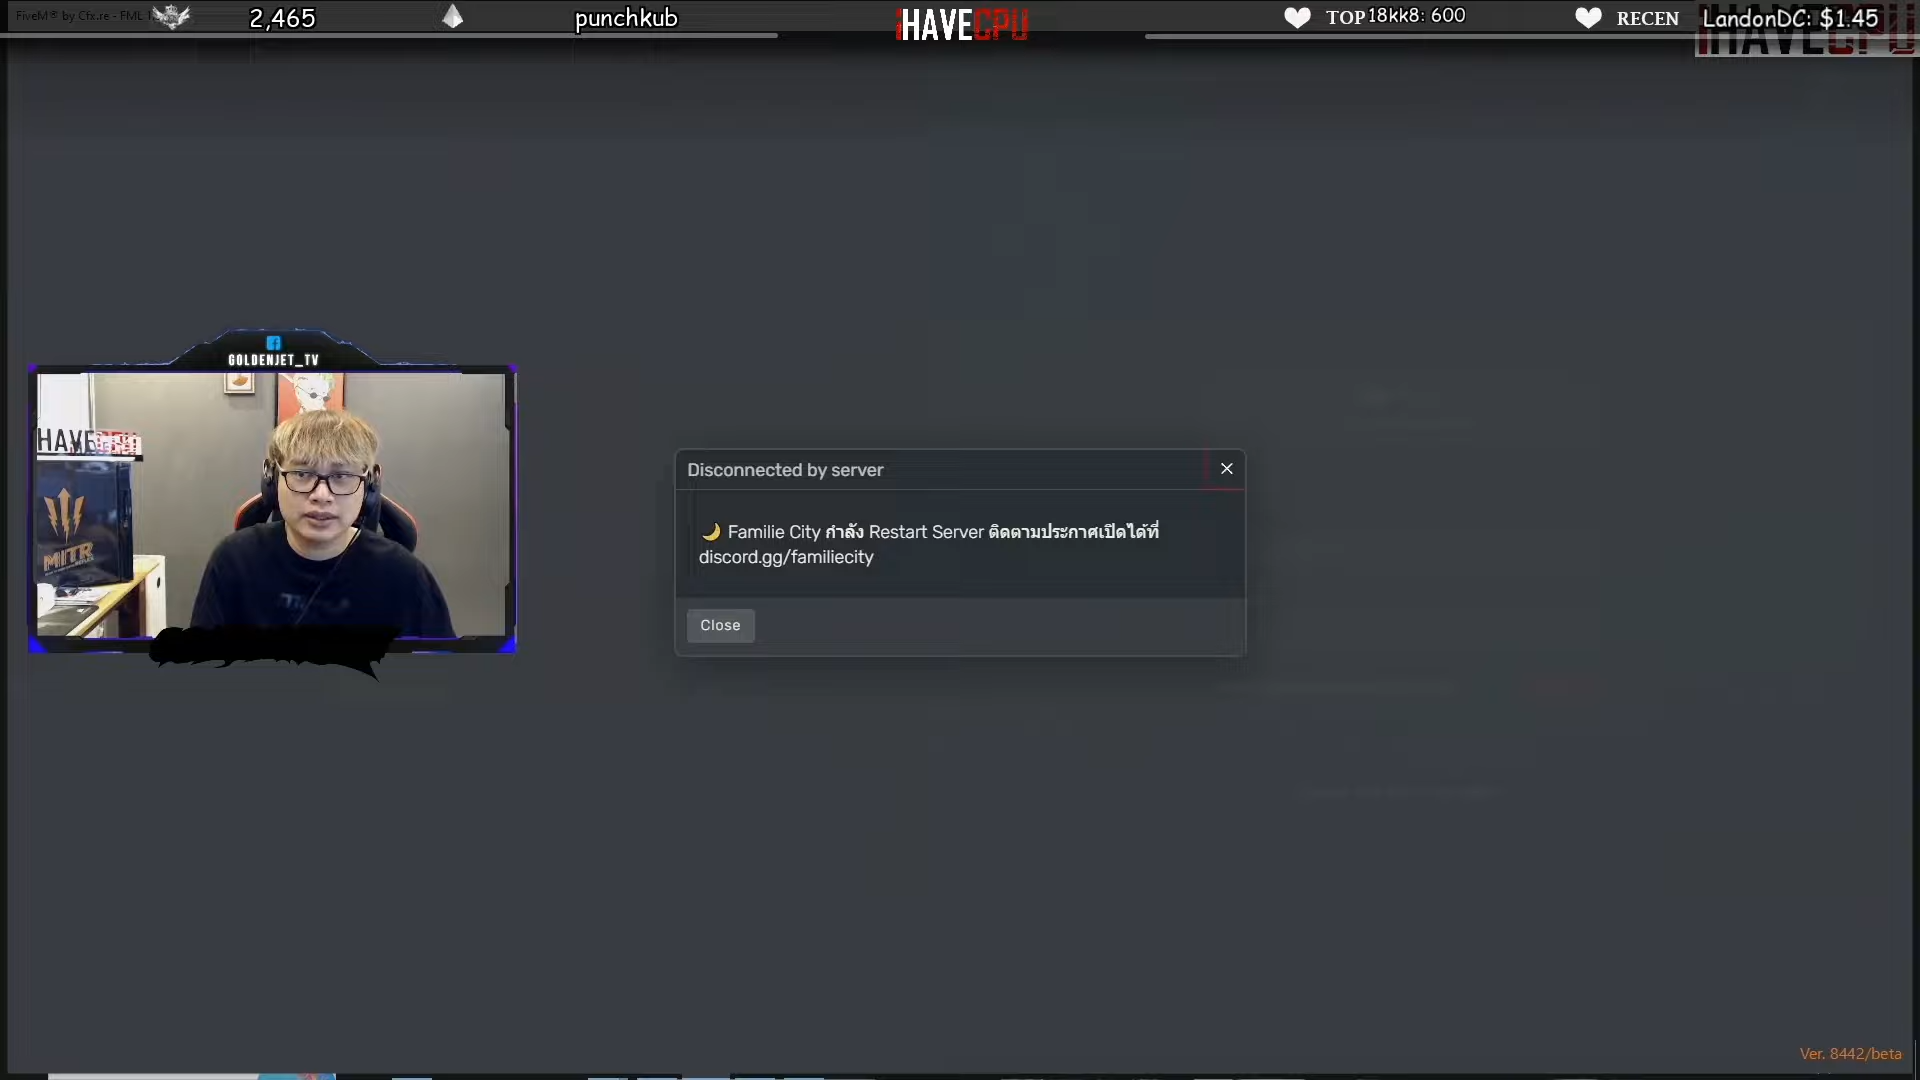 FiveM® by Cfx.re - FML
2,465
punchkub
iHAVECPU
TOP 18kk8: 600
RECEN LandonDC: $1.45
iHAVECPU
GOLDENJET_TV
HAVECPU
MITR
Disconnected by server
🌙 Familie City กำลัง Restart Server ติดตามประกาศเปิดได้ที่
discord.gg/familiecity
Close
Ver. 8442/beta